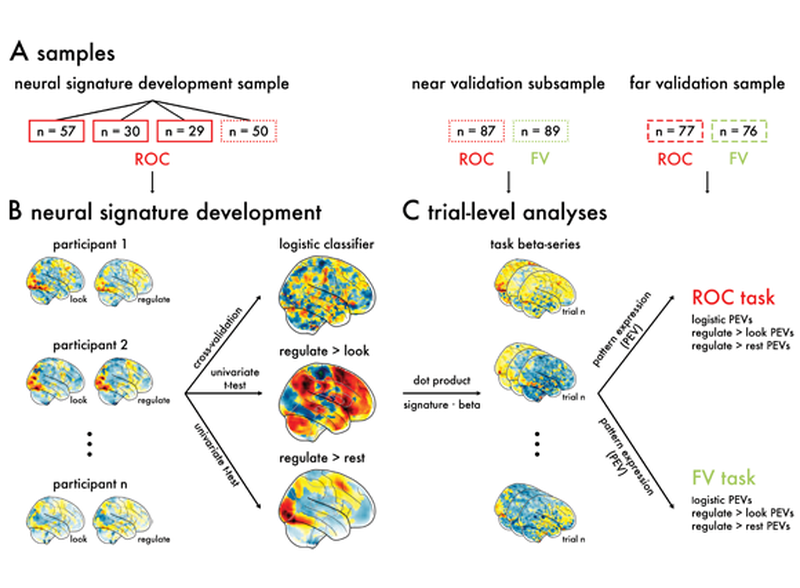 A samples
neural signature development sample
near validation subsample
far validation sample
n = 57
n = 30
n = 29
n = 50
n = 87
n = 89
n = 77
n = 76
ROC
ROC
FV
ROC
FV
B neural signature development
C trial-level analyses
participant 1
look
regulate
participant 2
look
regulate
participant n
look
regulate
cross-validation
univariate
t-test
univariate t-test
logistic classifier
regulate > look
regulate > rest
dot product
signature · beta
task beta-series
trial n
trial n
trial n
pattern expression
(PEV)
pattern expression
(PEV)
ROC task
logistic PEVs
regulate > look PEVs
regulate > rest PEVs
FV task
logistic PEVs
regulate > look PEVs
regulate > rest PEVs